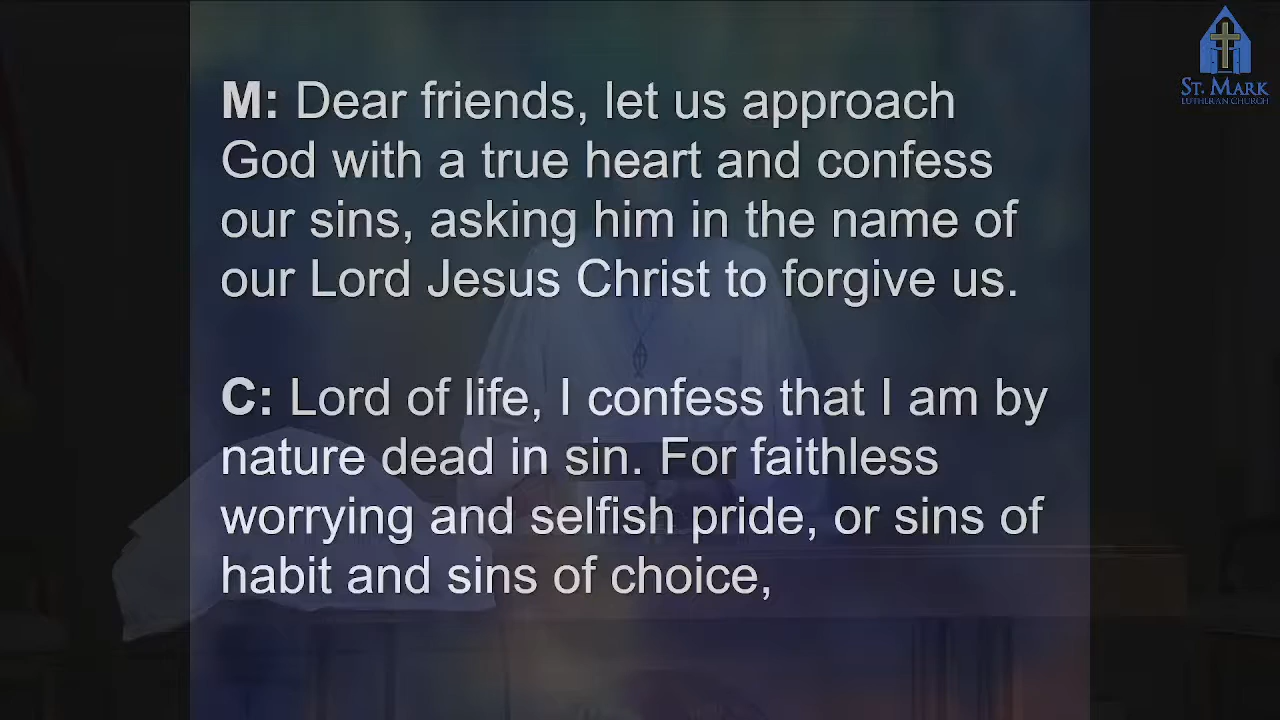 M: Dear friends, let us approach
God with a true heart and confess
our sins, asking him in the name of
our Lord Jesus Christ to forgive us.
C: Lord of life, I confess that I am by
nature dead in sin. For faithless
worrying and selfish pride, or sins of
habit and sins of choice,
ST. MARK
LUTHERAN CHURCH